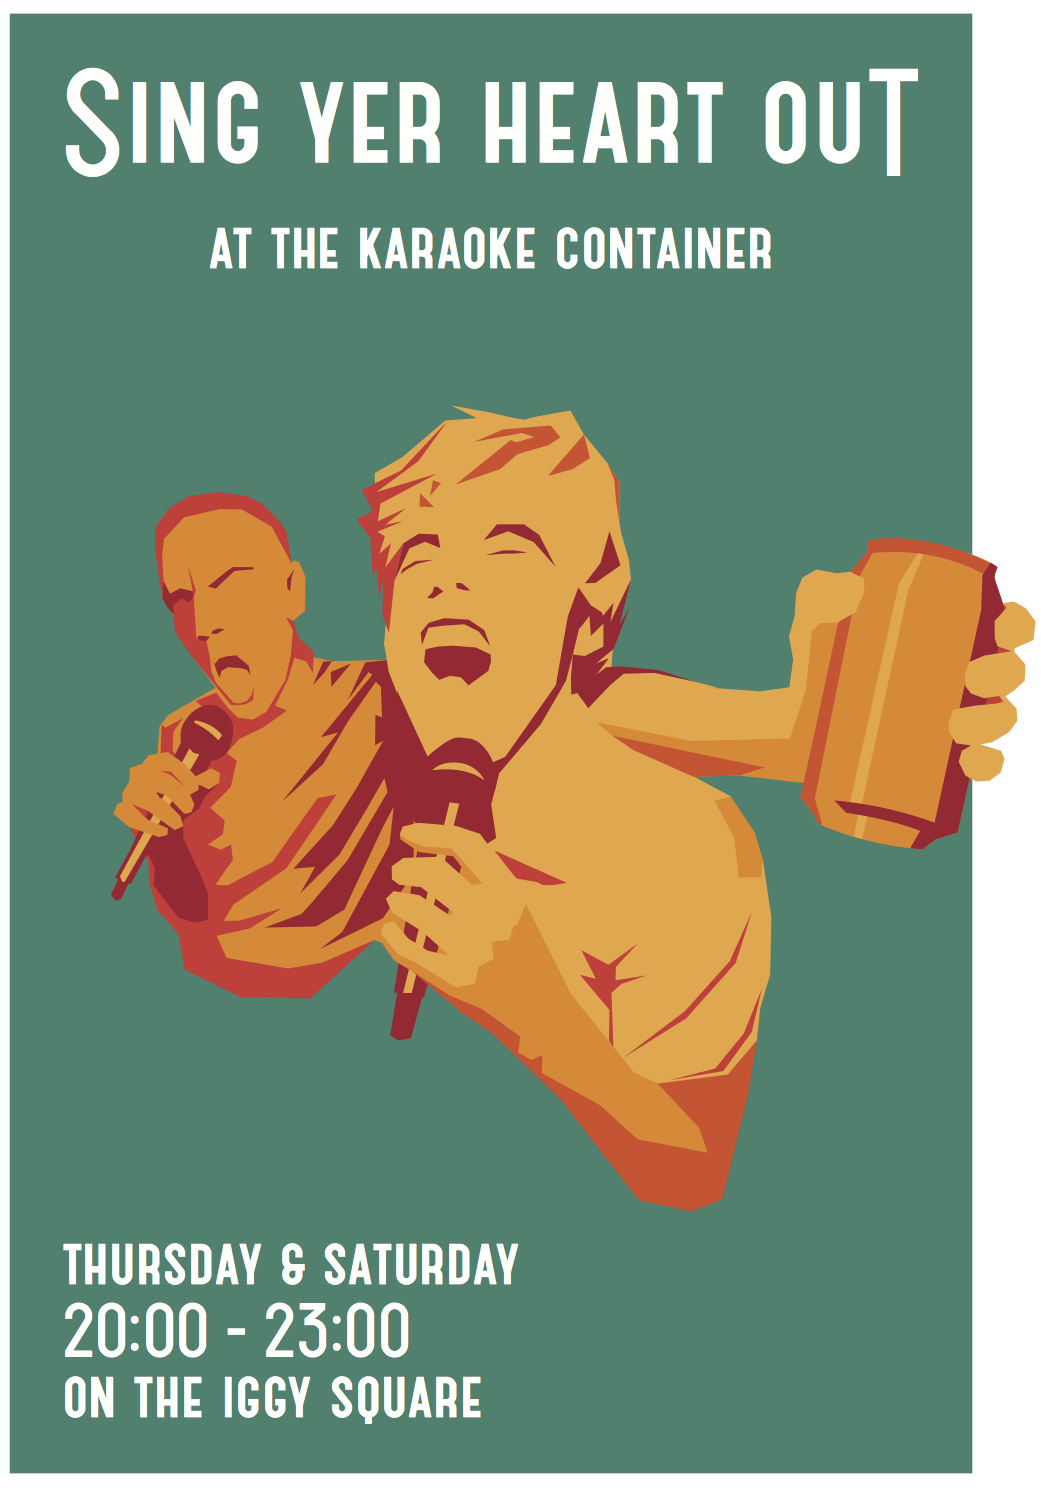 SING YER HEART OUT
AT THE KARAOKE CONTAINER
THURSDAY & SATURDAY
20:00 - 23:00
ON THE IGGY SQUARE